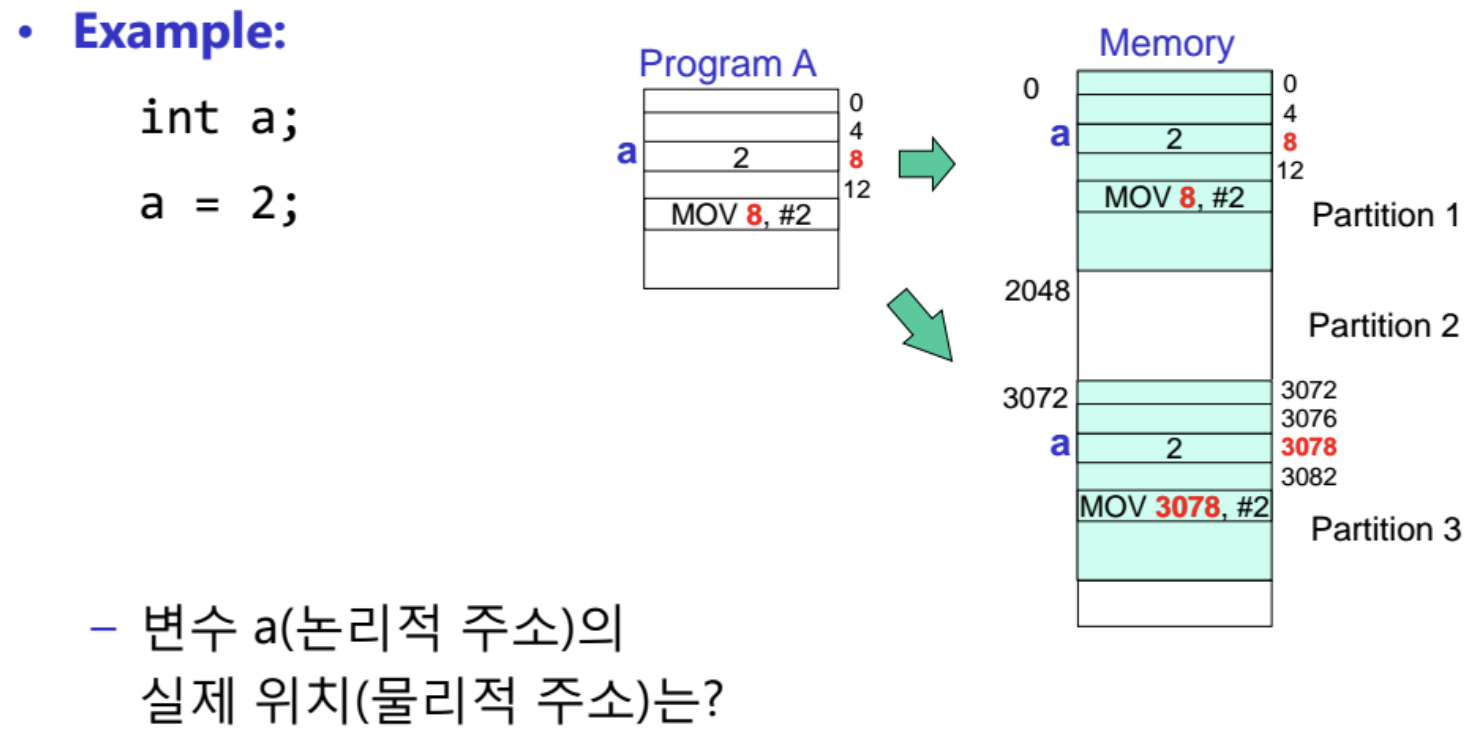 • Example:
int a;
a = 2;
Program A
0
4
a 2 8
12
MOV 8, #2
Memory
0 0
4
a 2 8
12
MOV 8, #2
Partition 1
2048
Partition 2
3072 3072
3076
a 2 3078
3082
MOV 3078, #2
Partition 3
– 변수 a(논리적 주소)의
실제 위치(물리적 주소)는?